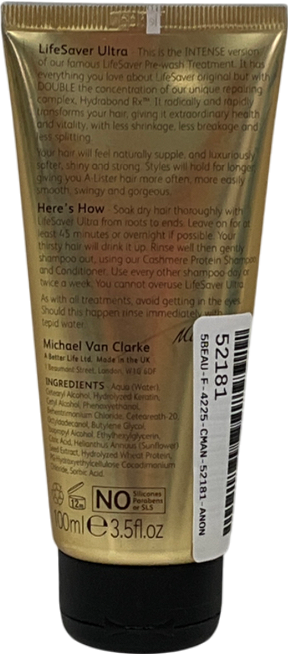 LifeSaver Ultra - This is the INTENSE version
of our famous LifeSaver Pre-wash Treatment. It has
everything you love about LifeSaver original but with
DOUBLE the concentration of our unique repairing
complex, Hydrabond Rx™. It radically and rapidly
transforms your hair, giving it extraordinary health
and vitality, with less shrinkage, less breakage and
less splitting.
Your hair will feel naturally supple, and luxuriously
softer, shiny and strong. Styles will hold for longer
giving you A-Lister hair more often, more easily
smooth, swingy and gorgeous.
Here's How - Soak dry hair thoroughly with
LifeSaver Ultra from roots to ends. Leave on for at
least 45 minutes or overnight if possible. Your
thirsty hair will drink it up. Rinse well then gently
shampoo out, using our Cashmere Protein Shampoo
and Conditioner. Use every other shampoo day or
twice a week. You cannot overuse LifeSaver Ultra.
As with all treatments, avoid getting in the eyes.
Should this happen rinse immediately with
tepid water.
Michael Van Clarke
A Better Life Ltd. Made in the UK
1 Beaumont Street, London, W1G 6DF
INGREDIENTS - Aqua (Water),
Cetearyl Alcohol, Hydrolyzed Keratin,
Cetyl Alcohol, Phenoxyethanol,
Behentrimonium Chloride, Ceteareth-20,
Octyldodecanol, Butylene Glycol,
Isopropyl Alcohol, Ethylhexylglycerin,
Citric Acid, Helianthus Annuus (Sunflower)
Seed Extract, Hydrolyzed Wheat Protein,
Chloride, Sorbic Acid.
12M
NO Silicones
Parabens
or SLS
100ml e 3.5fl.oz
52181
5BEAU-F-4225-CMAN-52181-ANON